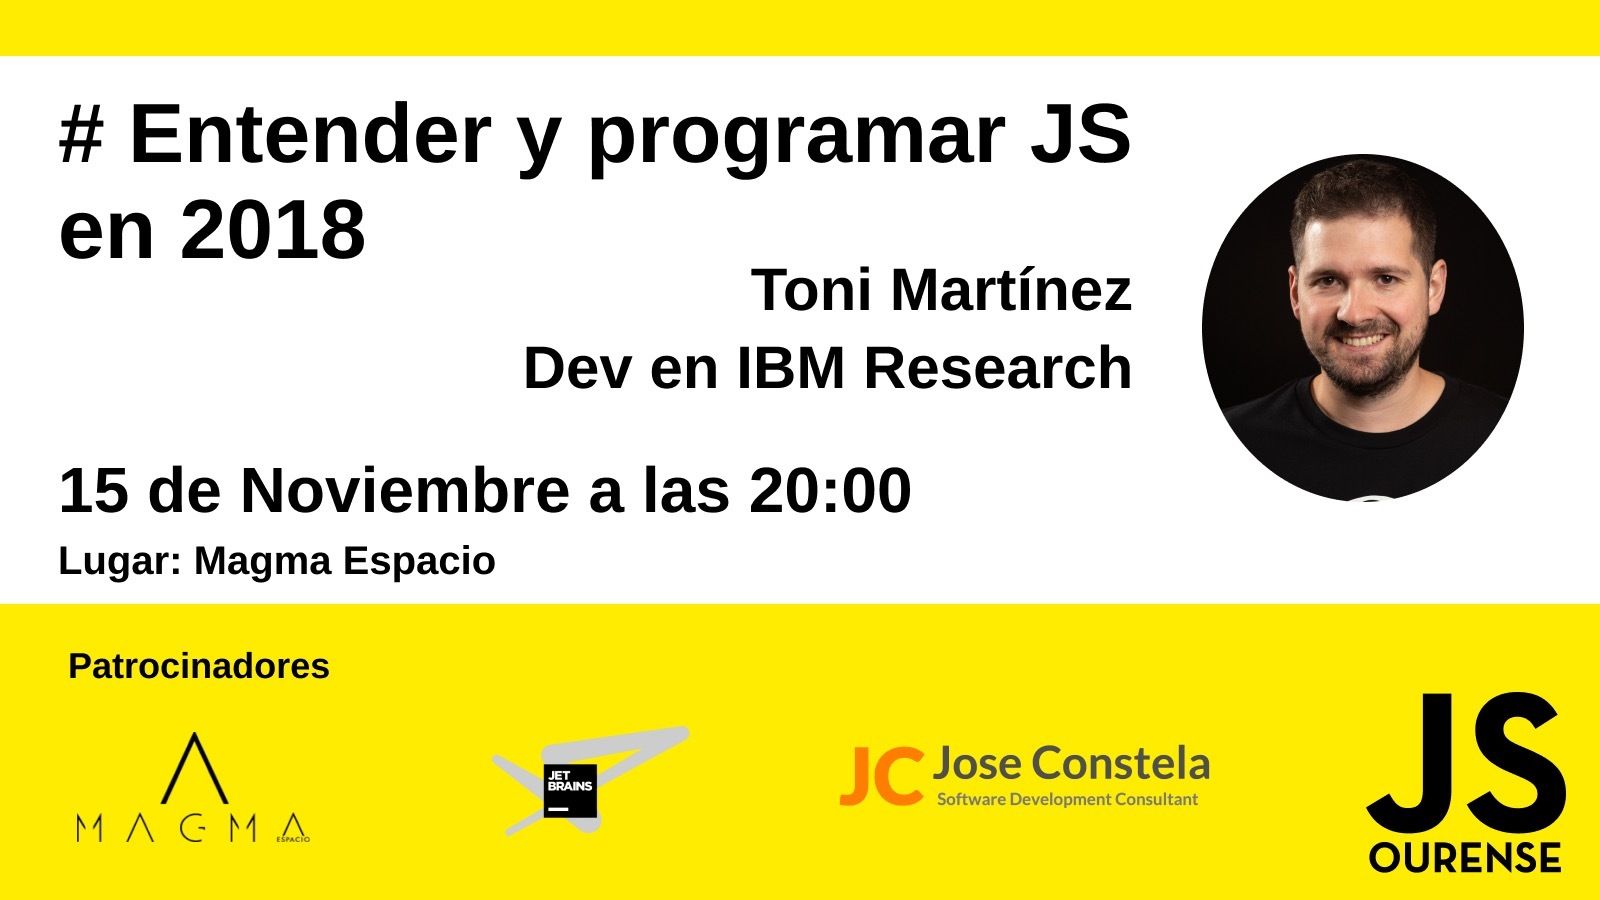 # Entender y programar JS
en 2018
Toni Martínez
Dev en IBM Research
15 de Noviembre a las 20:00
Lugar: Magma Espacio
Patrocinadores
MAGMA
ESPACIO
JET
BRAINS
JC Jose Constela
Software Development Consultant
JS
OURENSE